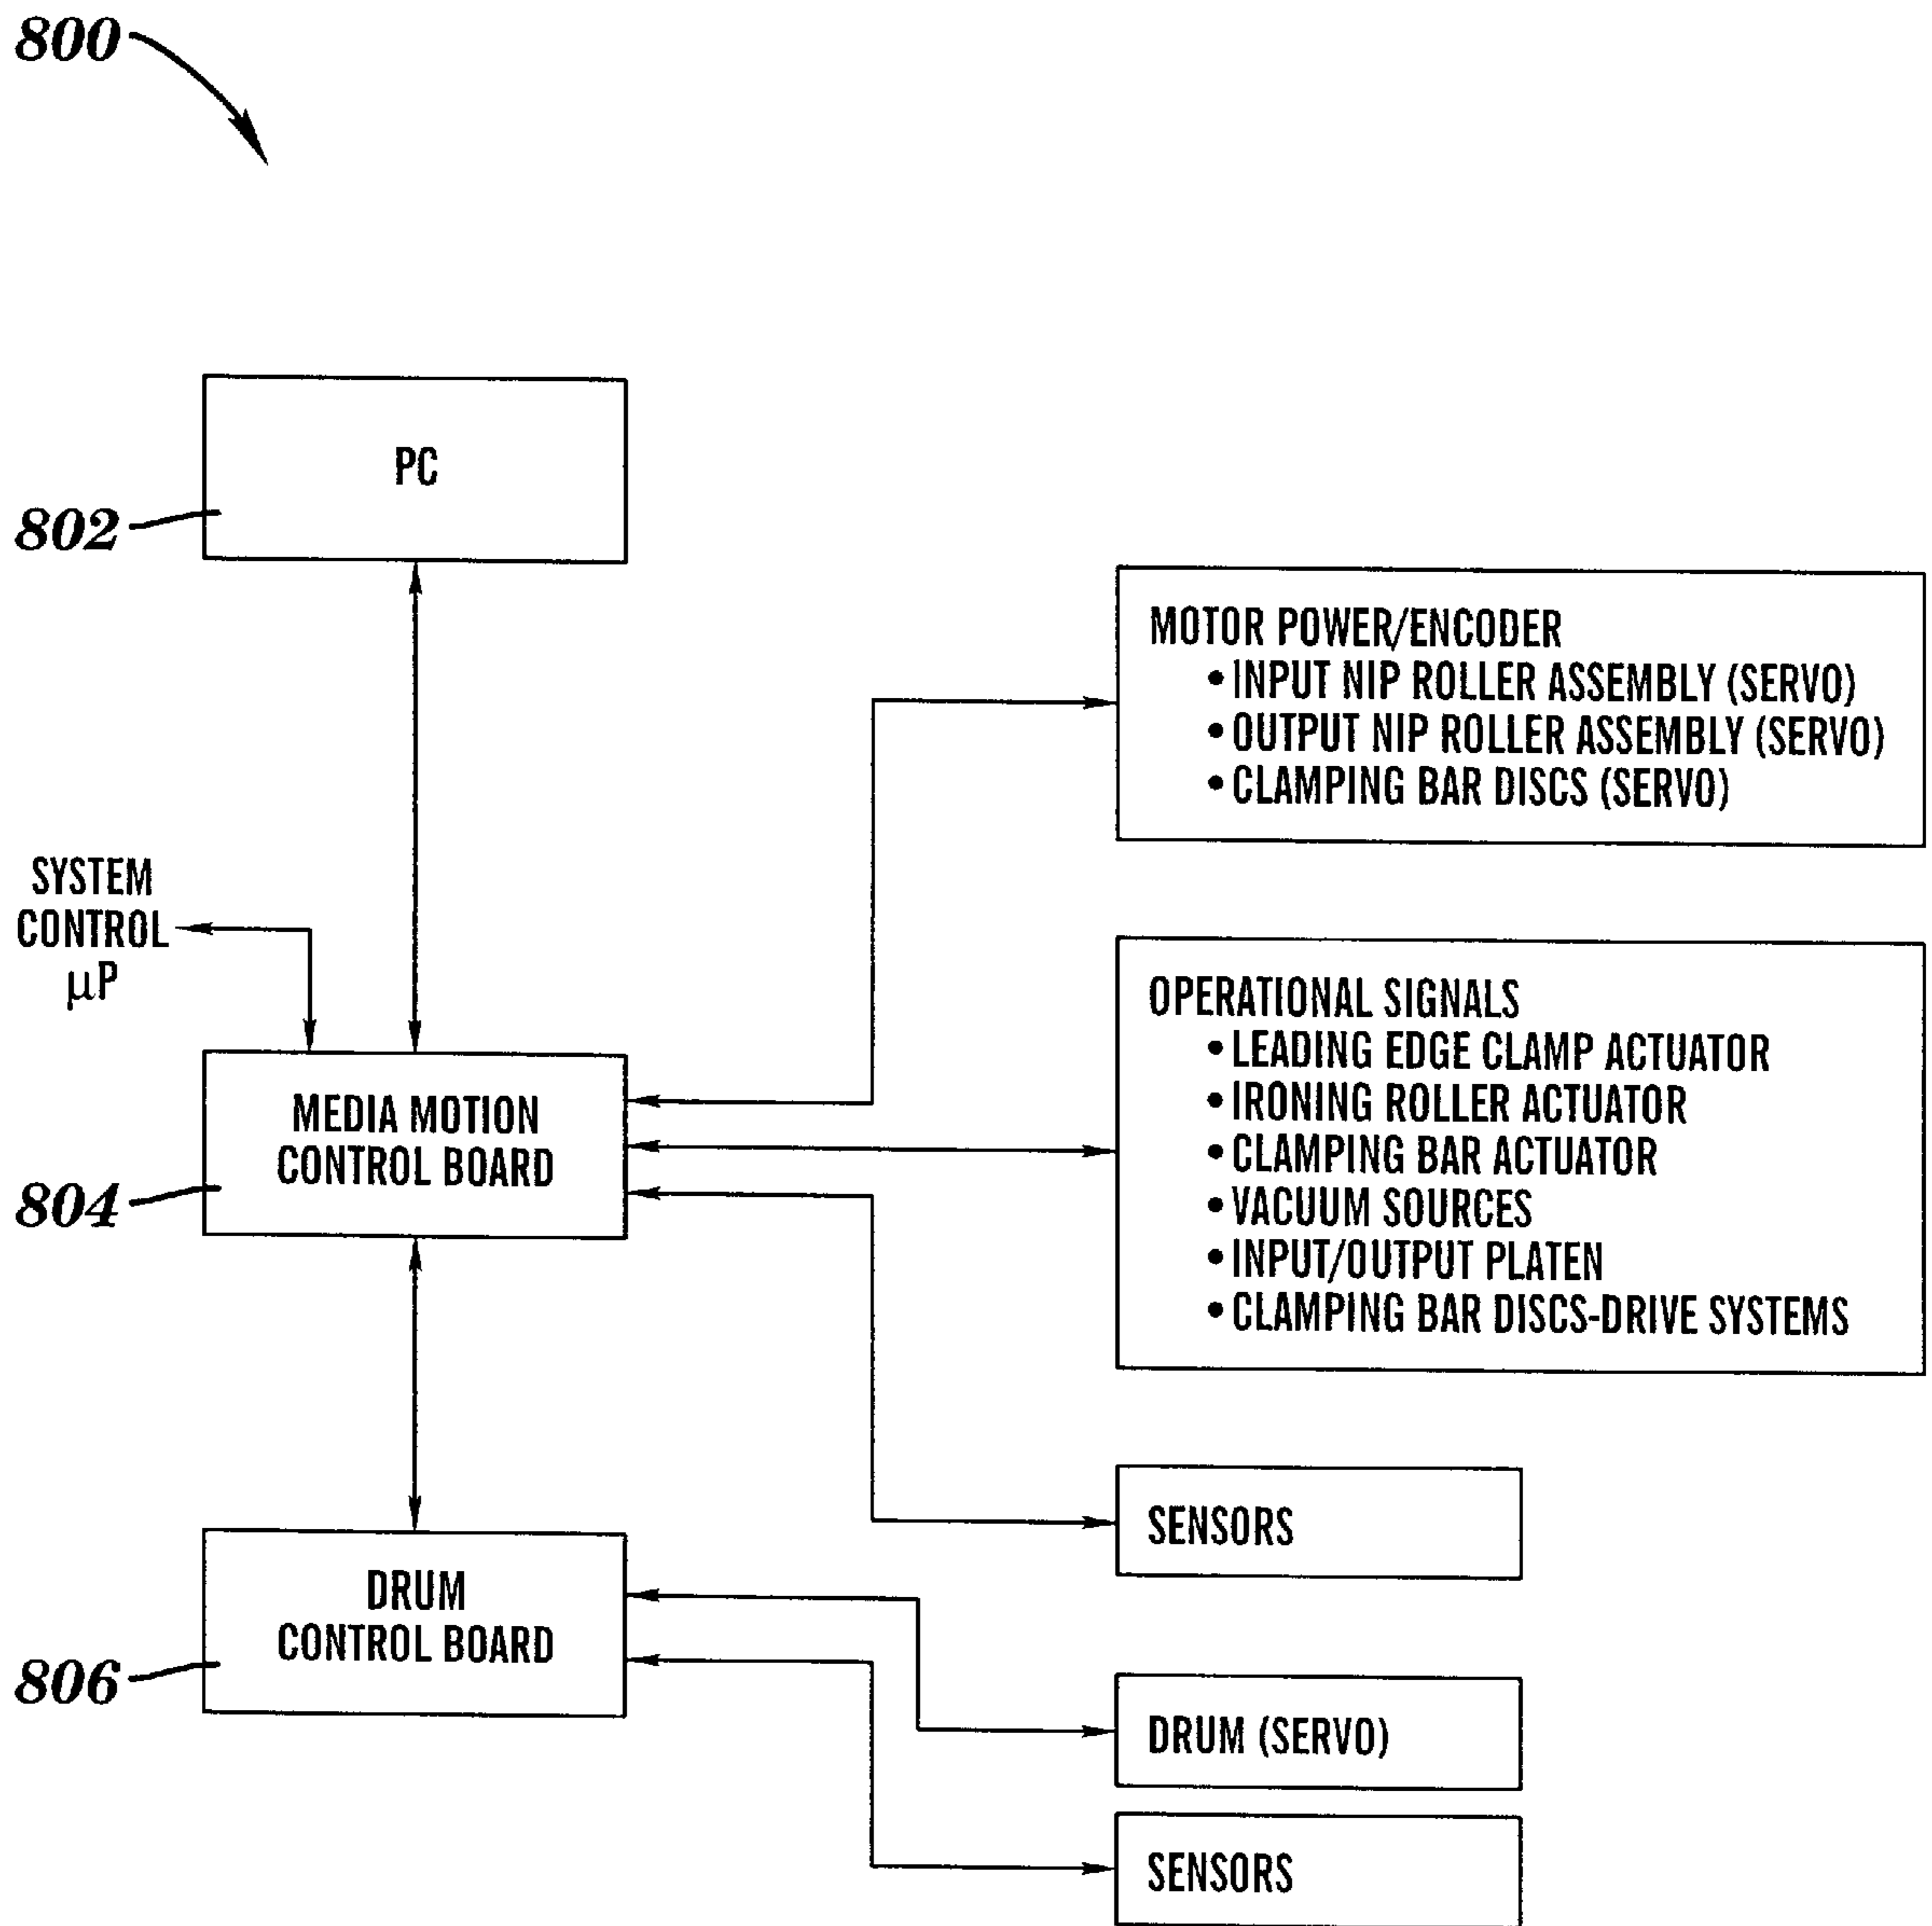 800
PC
802
MOTOR POWER/ENCODER
• INPUT NIP ROLLER ASSEMBLY (SERVO)
• OUTPUT NIP ROLLER ASSEMBLY (SERVO)
• CLAMPING BAR DISCS (SERVO)
SYSTEM
CONTROL
µP
OPERATIONAL SIGNALS
• LEADING EDGE CLAMP ACTUATOR
• IRONING ROLLER ACTUATOR
• CLAMPING BAR ACTUATOR
• VACUUM SOURCES
• INPUT/OUTPUT PLATEN
• CLAMPING BAR DISCS-DRIVE SYSTEMS
MEDIA MOTION
CONTROL BOARD
804
SENSORS
DRUM
CONTROL BOARD
806
DRUM (SERVO)
SENSORS